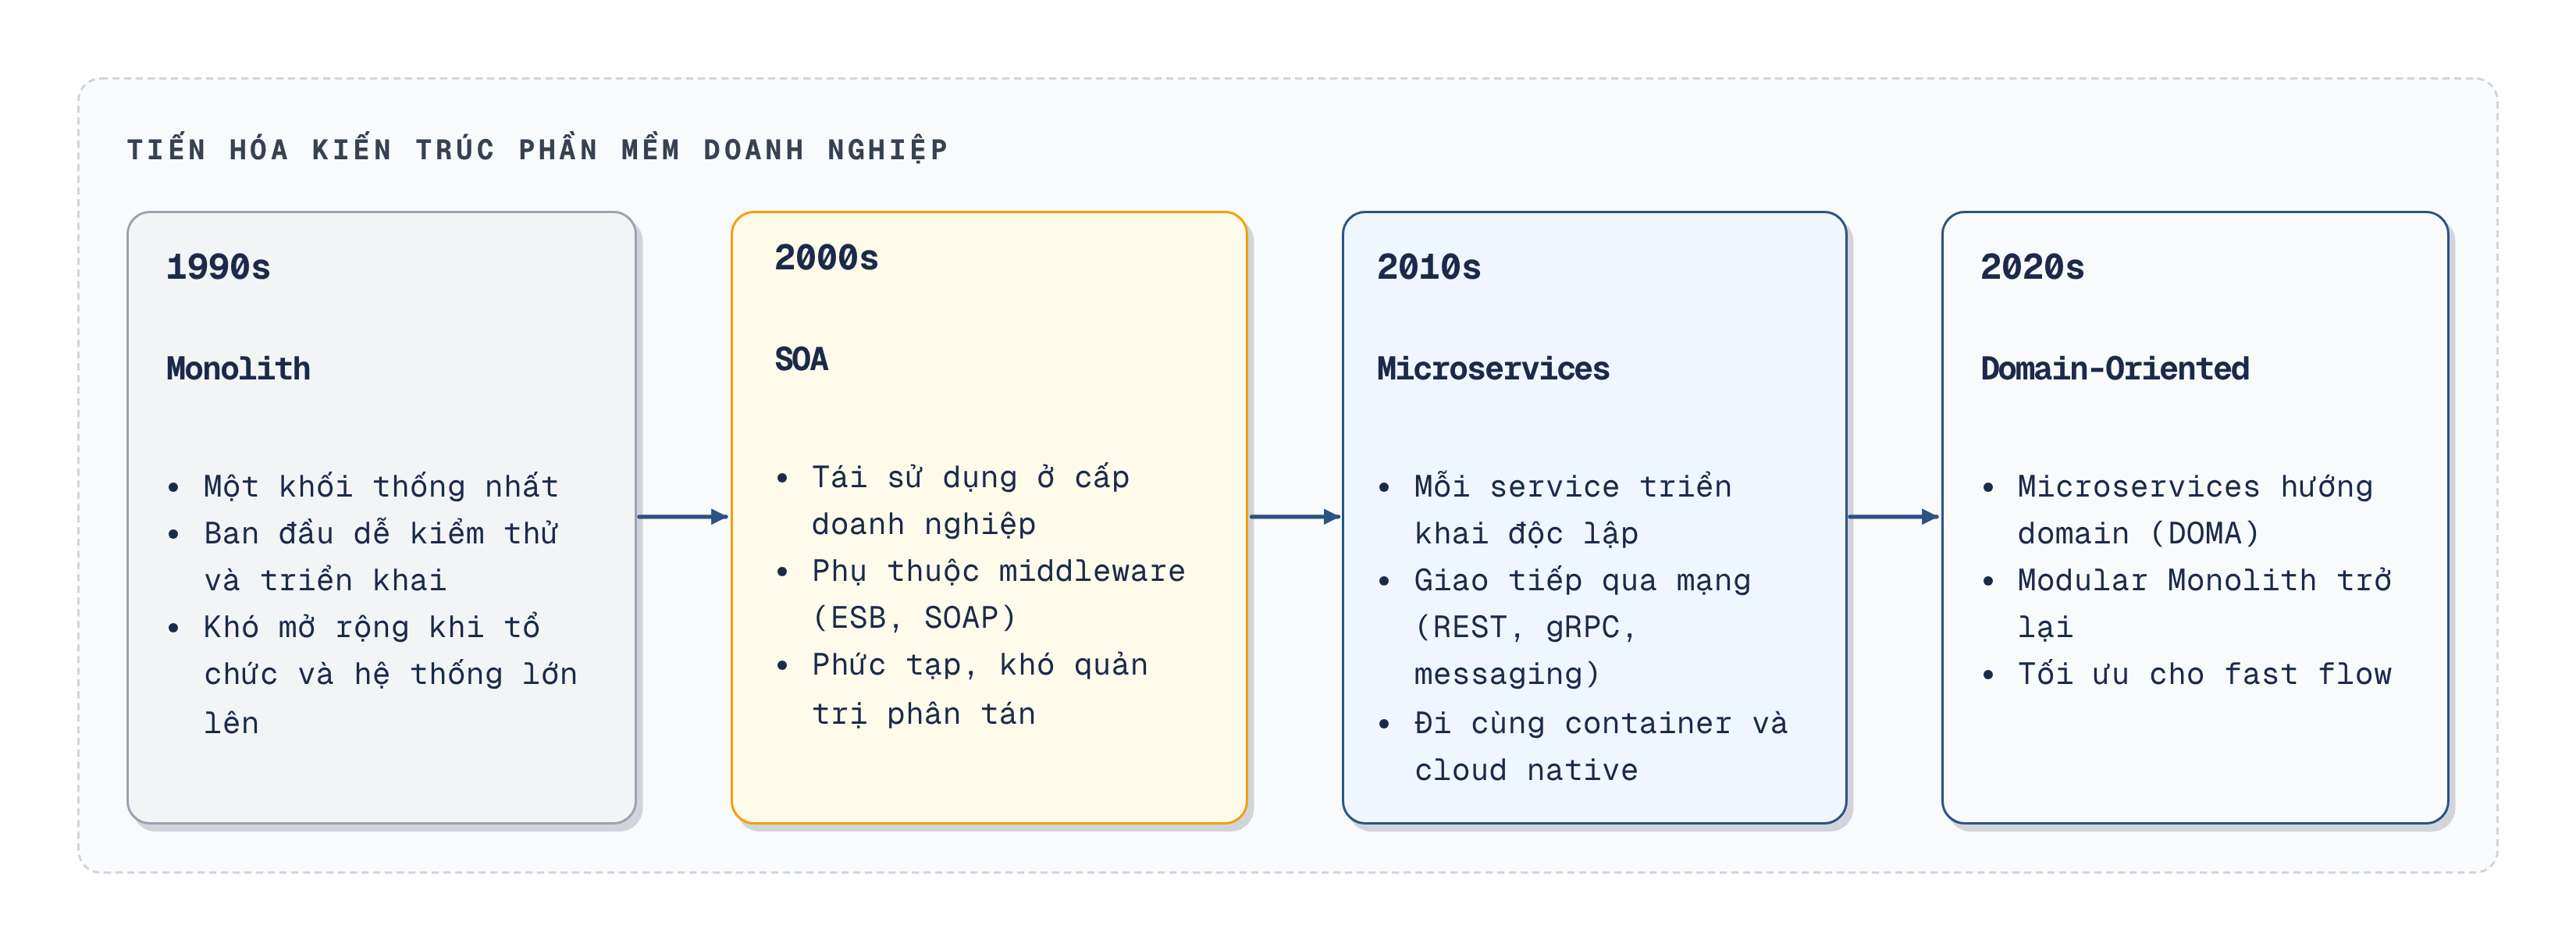 TIẾN HÓA KIẾN TRÚC PHẦN MỀM DOANH NGHIỆP
1990s
Monolith
• Một khối thống nhất
• Ban đầu dễ kiểm thử
và triển khai
• Khó mở rộng khi tổ
chức và hệ thống lớn
lên
2000s
SOA
• Tái sử dụng ở cấp
doanh nghiệp
• Phụ thuộc middleware
(ESB, SOAP)
• Phức tạp, khó quản
trị phân tán
2010s
Microservices
• Mỗi service triển
khai độc lập
• Giao tiếp qua mạng
(REST, gRPC,
messaging)
• Đi cùng container và
cloud native
2020s
Domain-Oriented
• Microservices hướng
domain (DOMA)
• Modular Monolith trở
lại
• Tối ưu cho fast flow